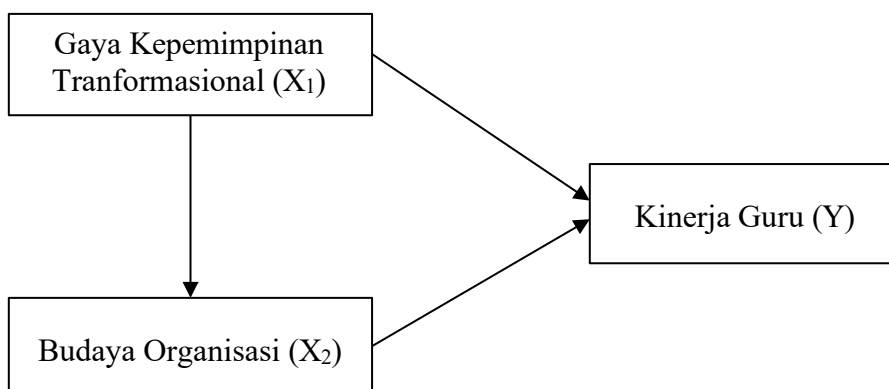 Gaya Kepemimpinan
Tranformasional (X₁)
Kinerja Guru (Y)
Budaya Organisasi (X₂)